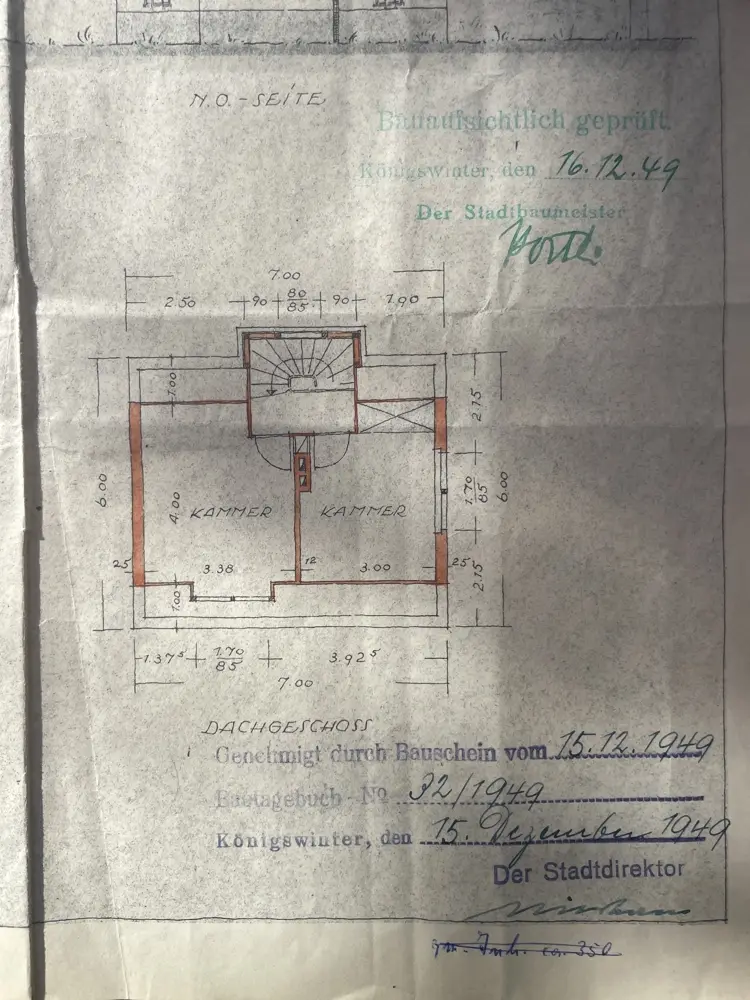 N.O.-SEITE
Bauaufsichtlich geprüft.
Königswinter, den 16.12.49
Der Stadtbaumeister
7.00
2.50 90 80/85 90 1.90
1.00
2.15
6.00
4.00
KAMMER KAMMER
1.70/85
6.00
25 3.38 12 3.00 25
1.00
2.15
1.37⁵ 1.70/85 3.92⁵
7.00
DACHGESCHOSS
Genehmigt durch Bauschein vom 15.12.1949
Bautagebuch-No 32/1949
Königswinter, den 15. Dezember 1949
Der Stadtdirektor
350